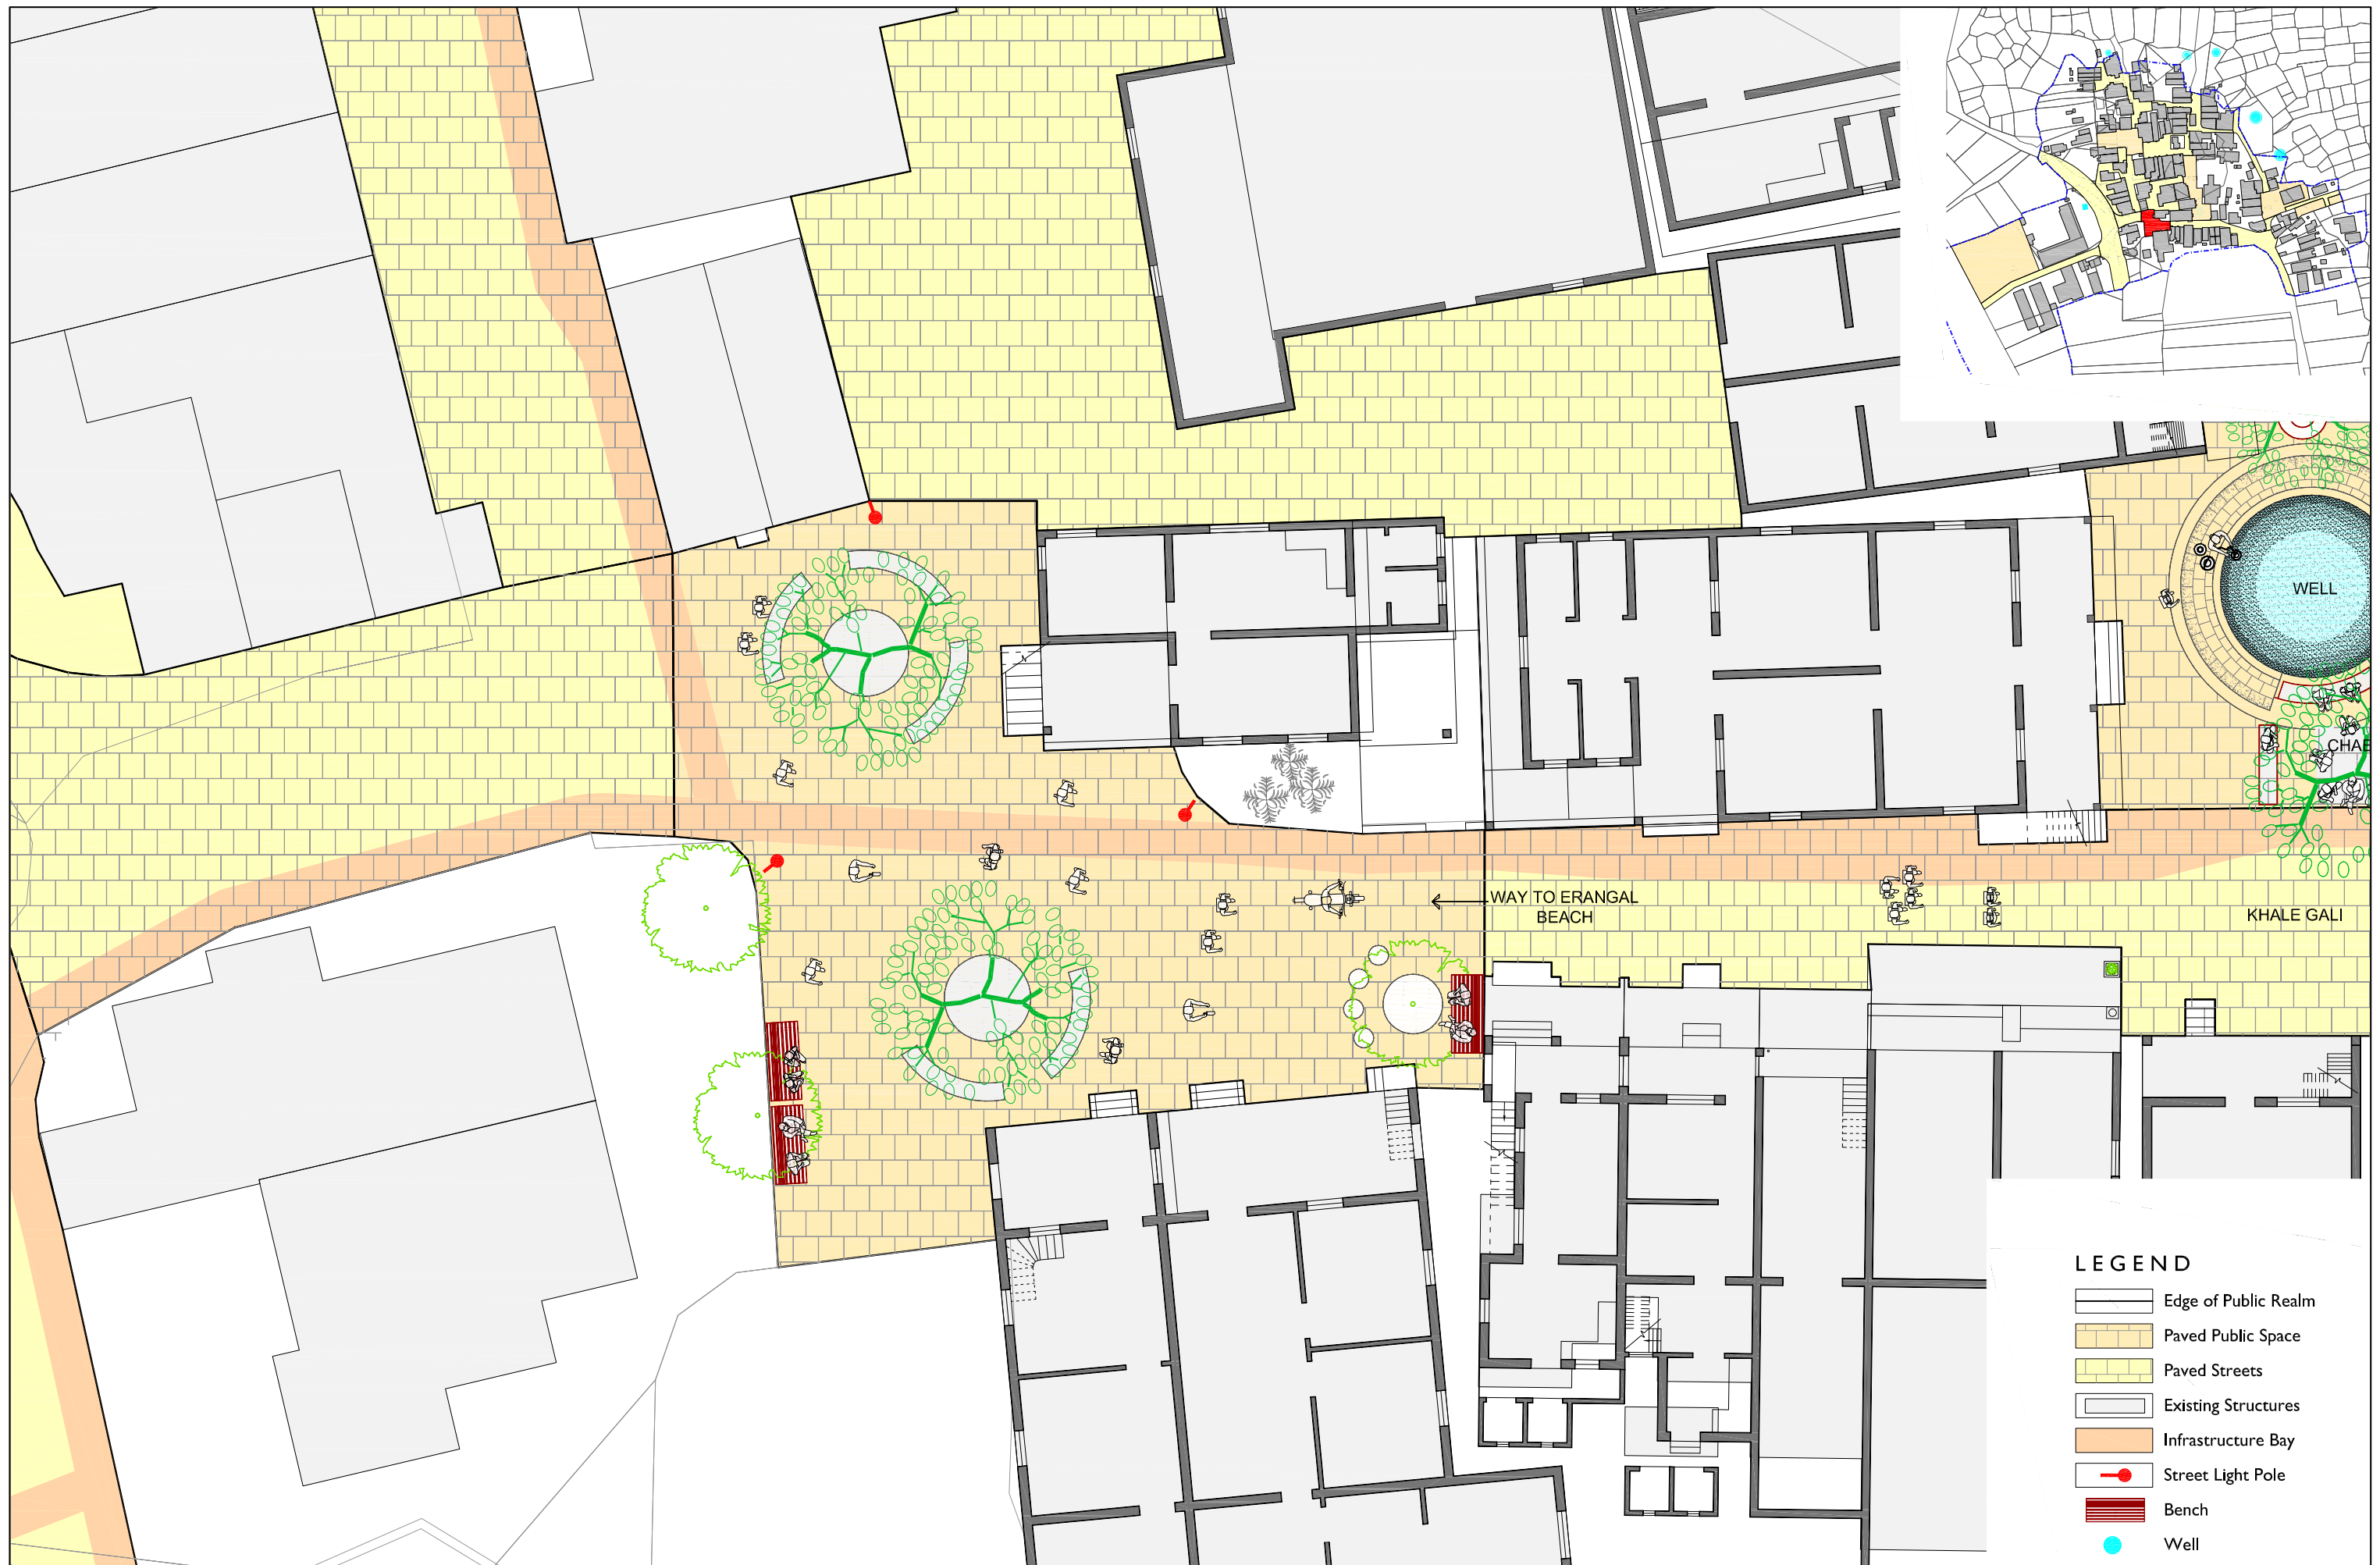 WELL
CHAB
WAY TO ERANGAL
BEACH
KHALE GALI
LEGEND
Edge of Public Realm
Paved Public Space
Paved Streets
Existing Structures
Infrastructure Bay
Street Light Pole
Bench
Well